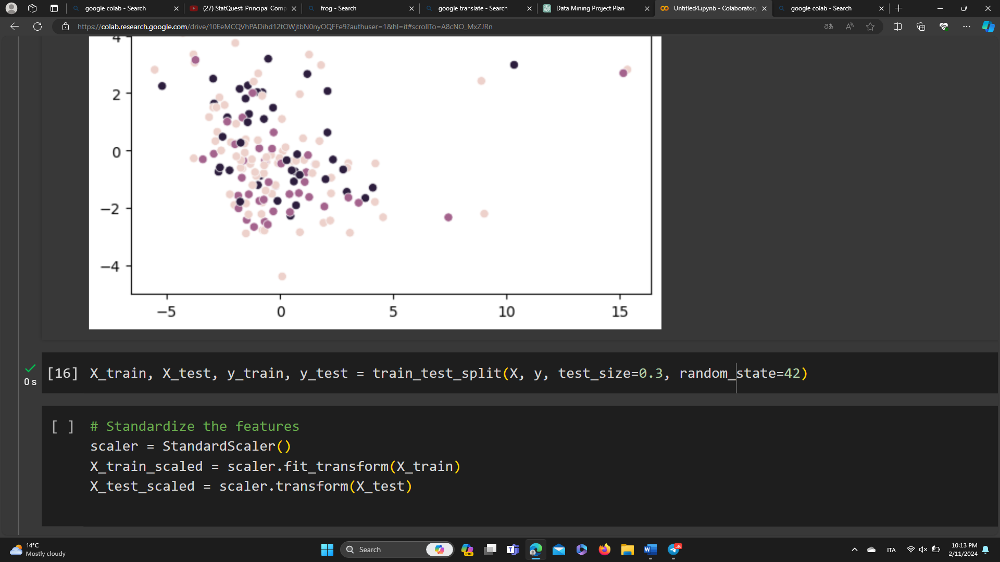 google colab - Search
(27) StatQuest: Principal Comp
frog - Search
google translate - Search
Data Mining Project Plan
Untitled4.ipynb - Colaboratory
google colab - Search
https://colab.research.google.com/drive/10EeMCQVhPADihd12tOWjtbN0nyOQFFe9?authuser=1&hl=it#scrollTo=A8cNO_MxZJRn
4
2
0
−2
−4
−5 0 5 10 15
[16] X_train, X_test, y_train, y_test = train_test_split(X, y, test_size=0.3, random_state=42)
0 s
[ ] # Standardize the features
scaler = StandardScaler()
X_train_scaled = scaler.fit_transform(X_train)
X_test_scaled = scaler.transform(X_test)
14°C
Mostly cloudy
Search
PRE
36
ITA
10:13 PM
2/11/2024